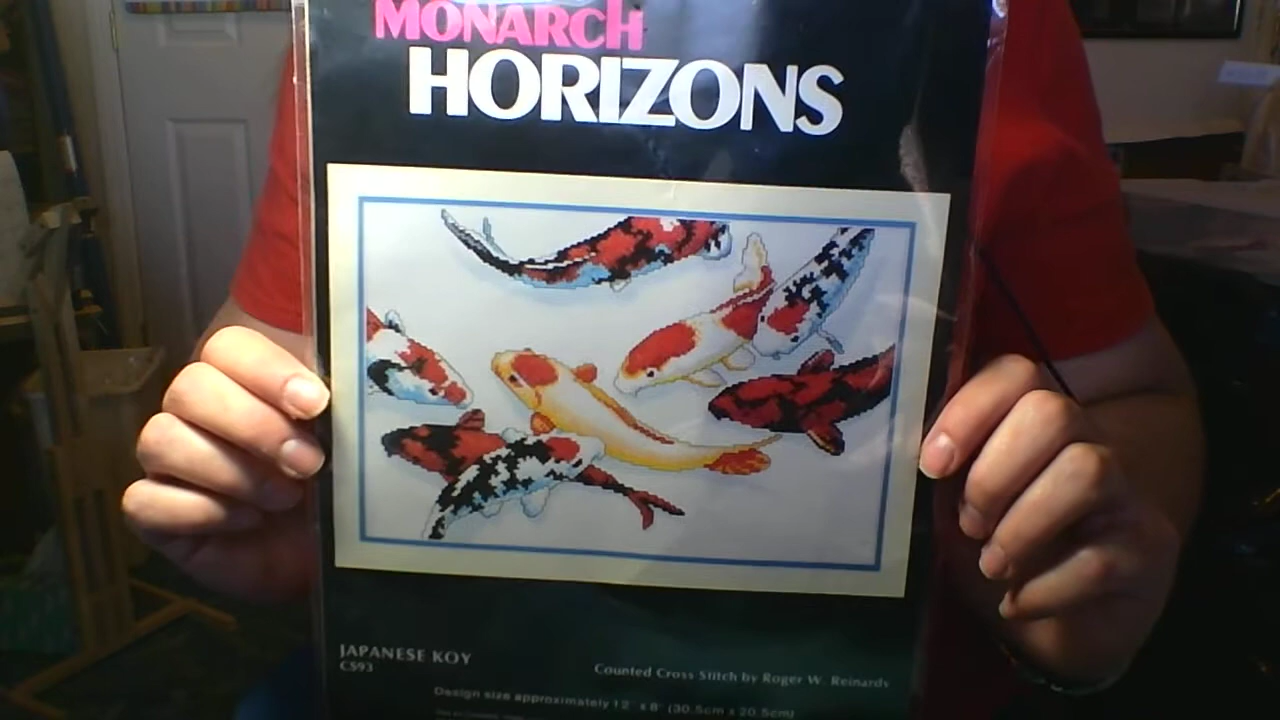 MONARCH
HORIZONS
JAPANESE KOY
CS93
Counted Cross Stitch by Roger W. Reinards
Design size approximately 12" x 8" (30.5cm x 20.5cm)